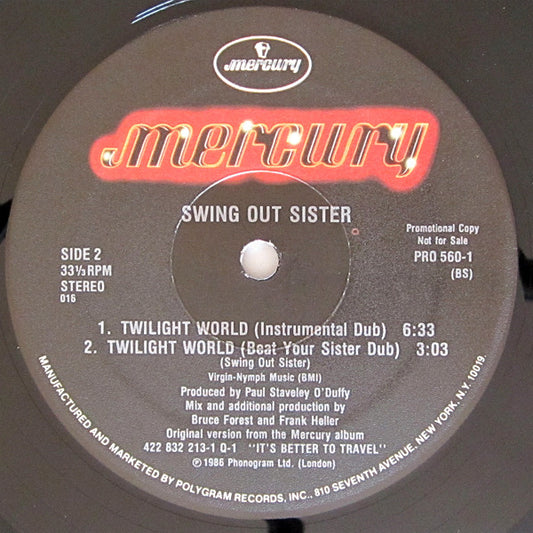 mercury
mercury
SWING OUT SISTER
SIDE 2
33⅓ RPM
STEREO
016
Promotional Copy
Not for Sale
PRO 560-1
(BS)
1. TWILIGHT WORLD (Instrumental Dub) 6:33
2. TWILIGHT WORLD (Beat Your Sister Dub) 3:03
(Swing Out Sister)
Virgin-Nymph Music (BMI)
Produced by Paul Staveley O'Duffy
Mix and additional production by
Bruce Forest and Frank Heller
Original version from the Mercury album
422 832 213-1 Q-1 "IT'S BETTER TO TRAVEL"
℗ 1986 Phonogram Ltd. (London)
MANUFACTURED AND MARKETED BY POLYGRAM RECORDS, INC., 810 SEVENTH AVENUE, NEW YORK, N.Y. 10019.